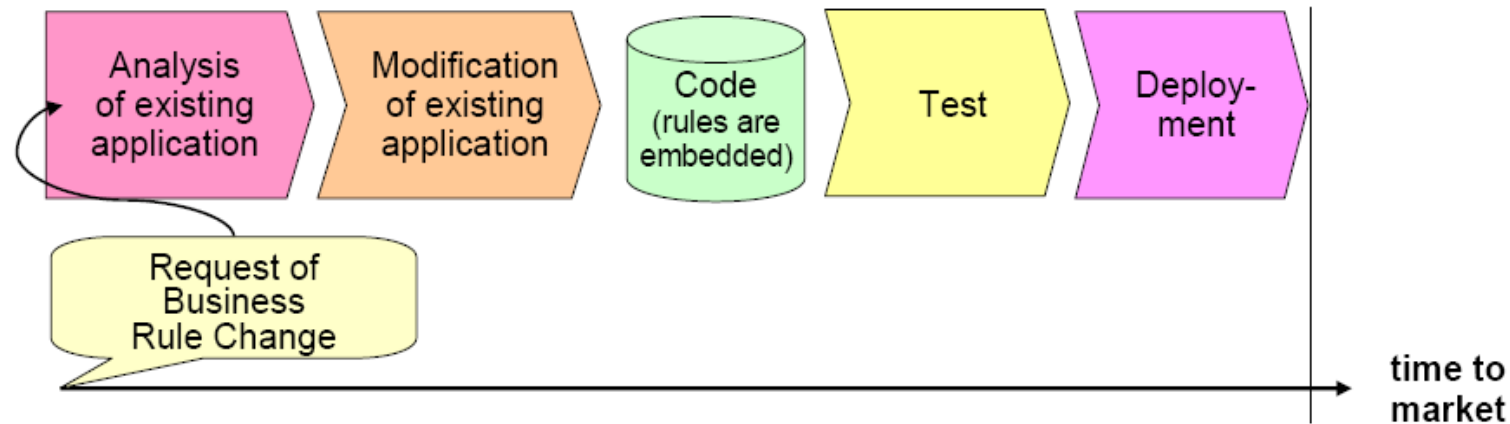 Analysis
of existing
application
Modification
of existing
application
Code
(rules are
embedded)
Test
Deploy-
ment
Request of
Business
Rule Change
time to
market